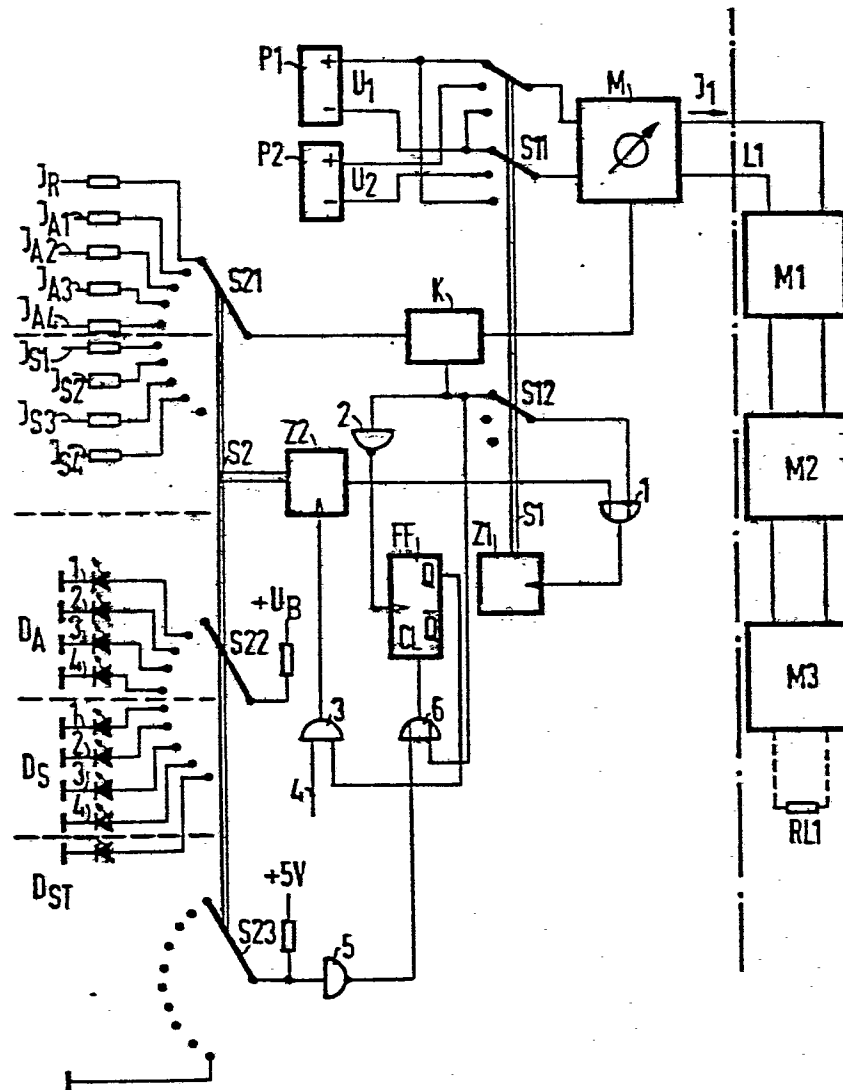 P1
+
-
U1
M
J1
P2
+
-
U2
S11
L1
JR
JA1
JA2
JA3
JA4
S21
K
M1
JS1
JS2
JS3
JS4
S12
2
Z2
S2
M2
1
S1
FF
Z1
Q
CL
Q̅
1
2
3
4
DA
+UB
S22
M3
3
6
4
1
2
3
4
DS
RL1
DST
+5V
S23
5